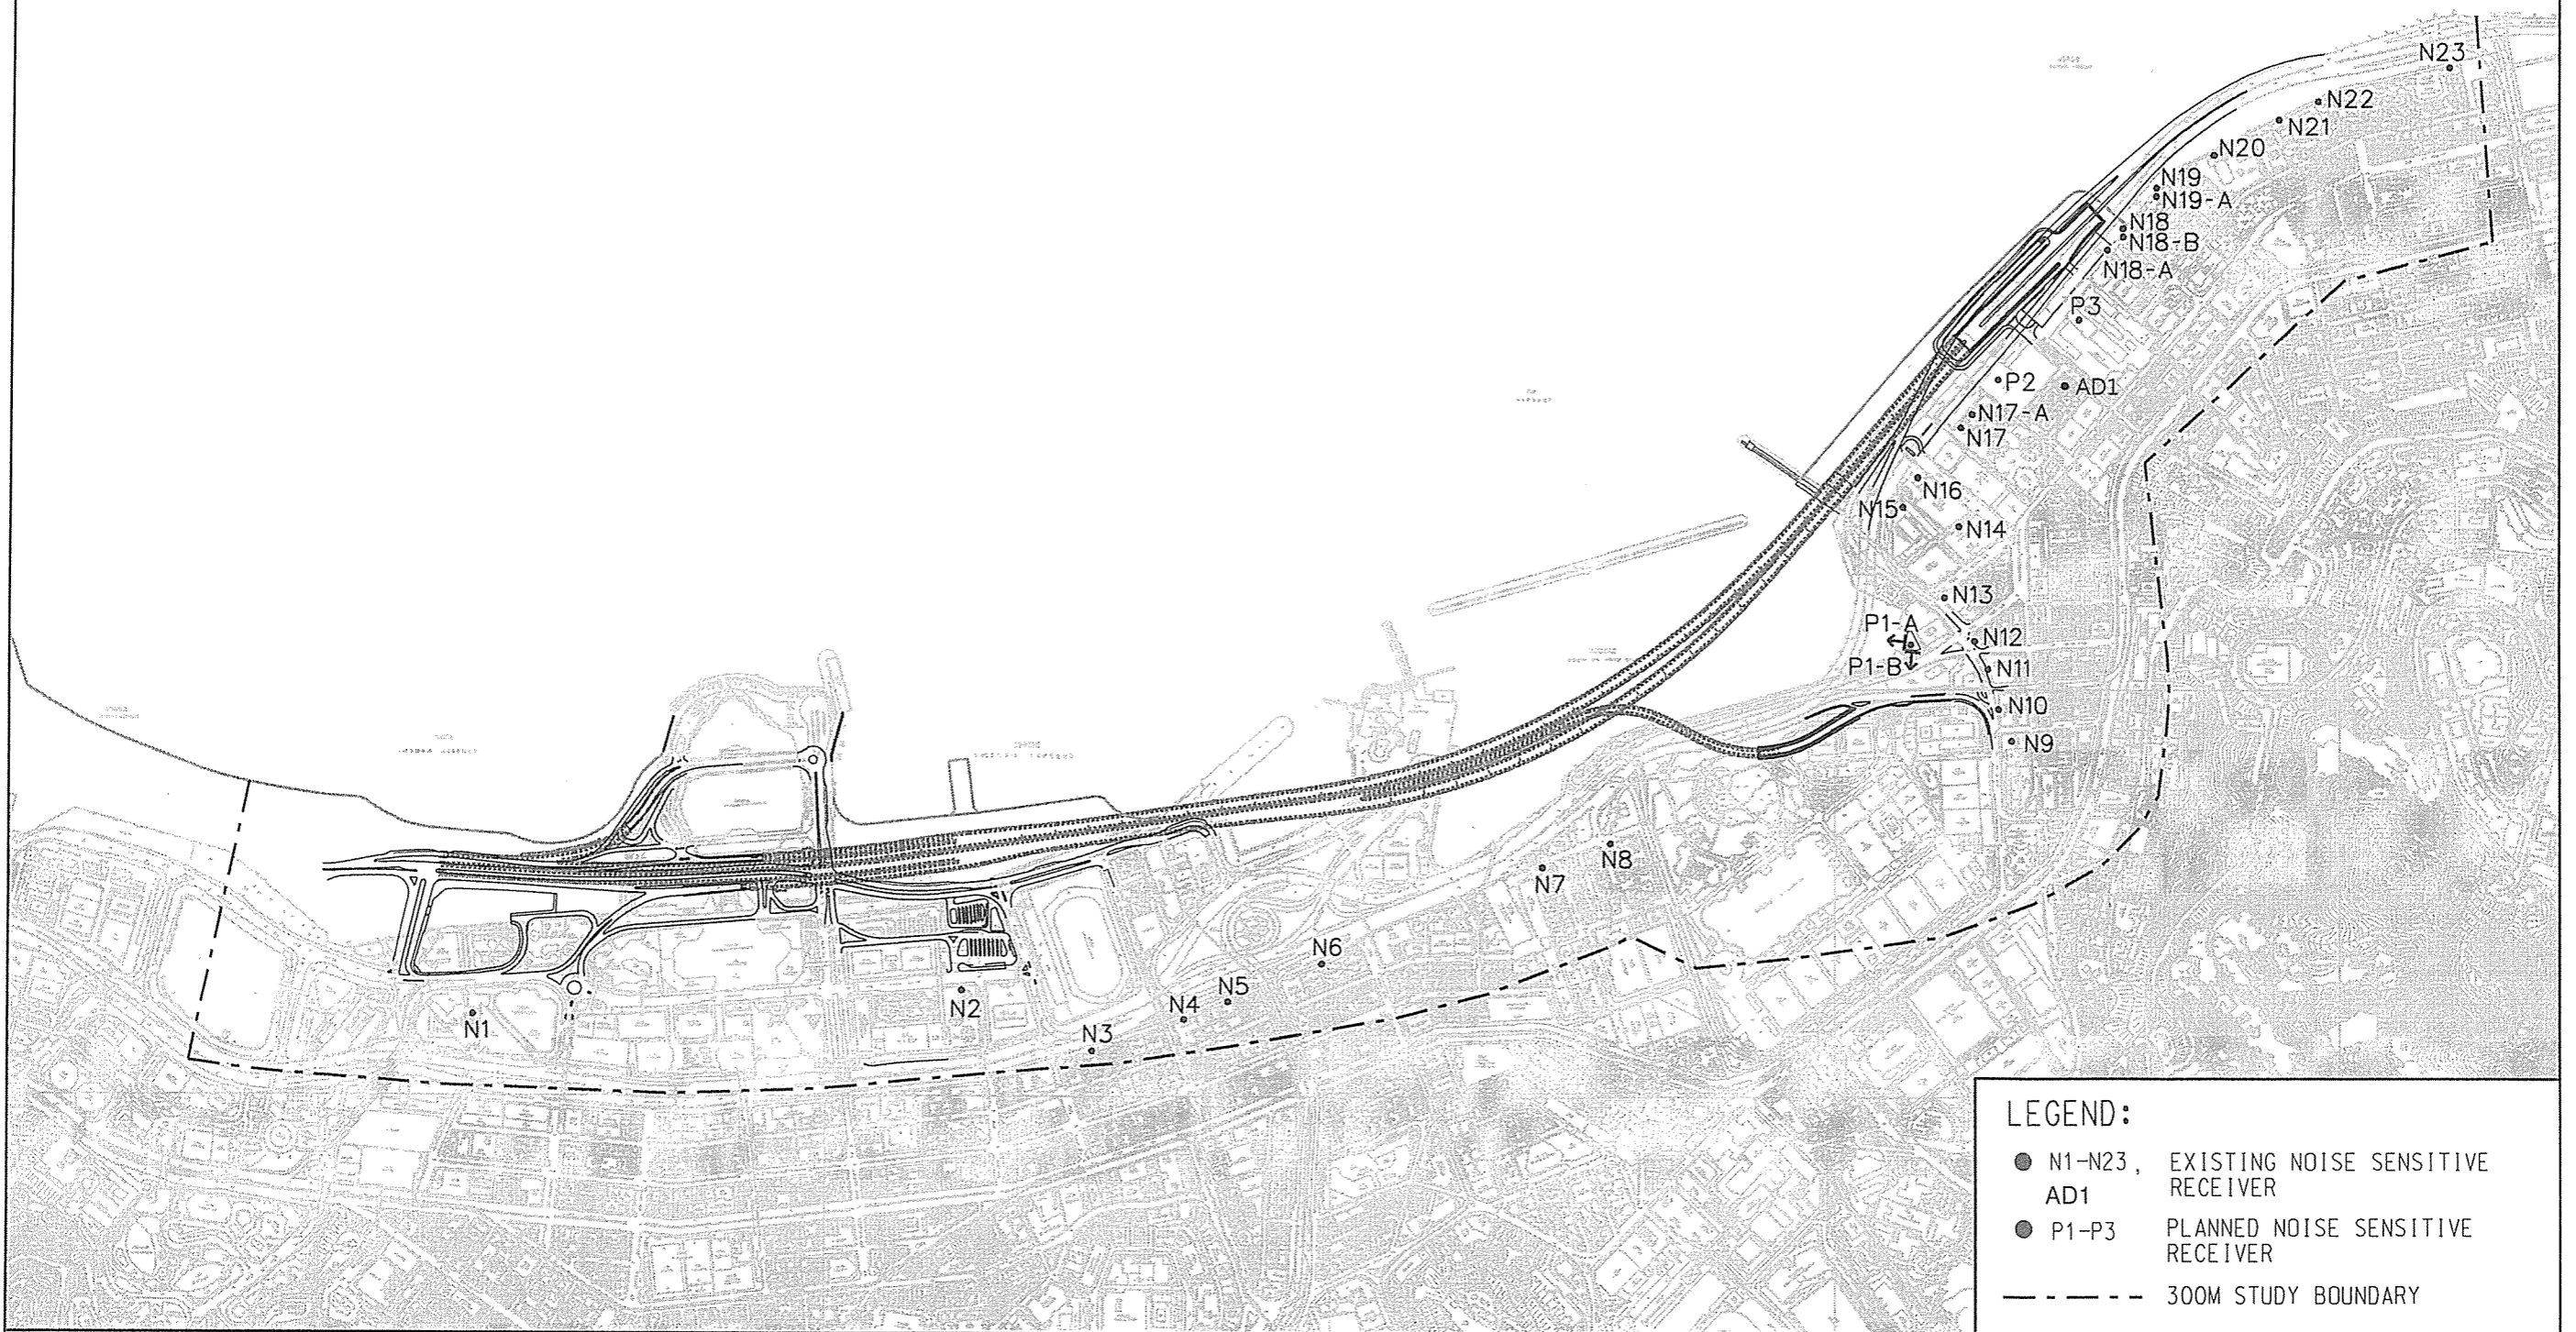 N23
N22
N21
N20
N19
N19-A
N18
N18-B
N18-A
P3
P2
AD1
N17-A
N17
N16
N15
N14
N13
P1-A
N12
P1-B
N11
N10
N9
N8
N7
N6
N5
N4
N3
N2
N1
LEGEND:
N1-N23, EXISTING NOISE SENSITIVE
AD1 RECEIVER
P1-P3 PLANNED NOISE SENSITIVE
RECEIVER
300M STUDY BOUNDARY